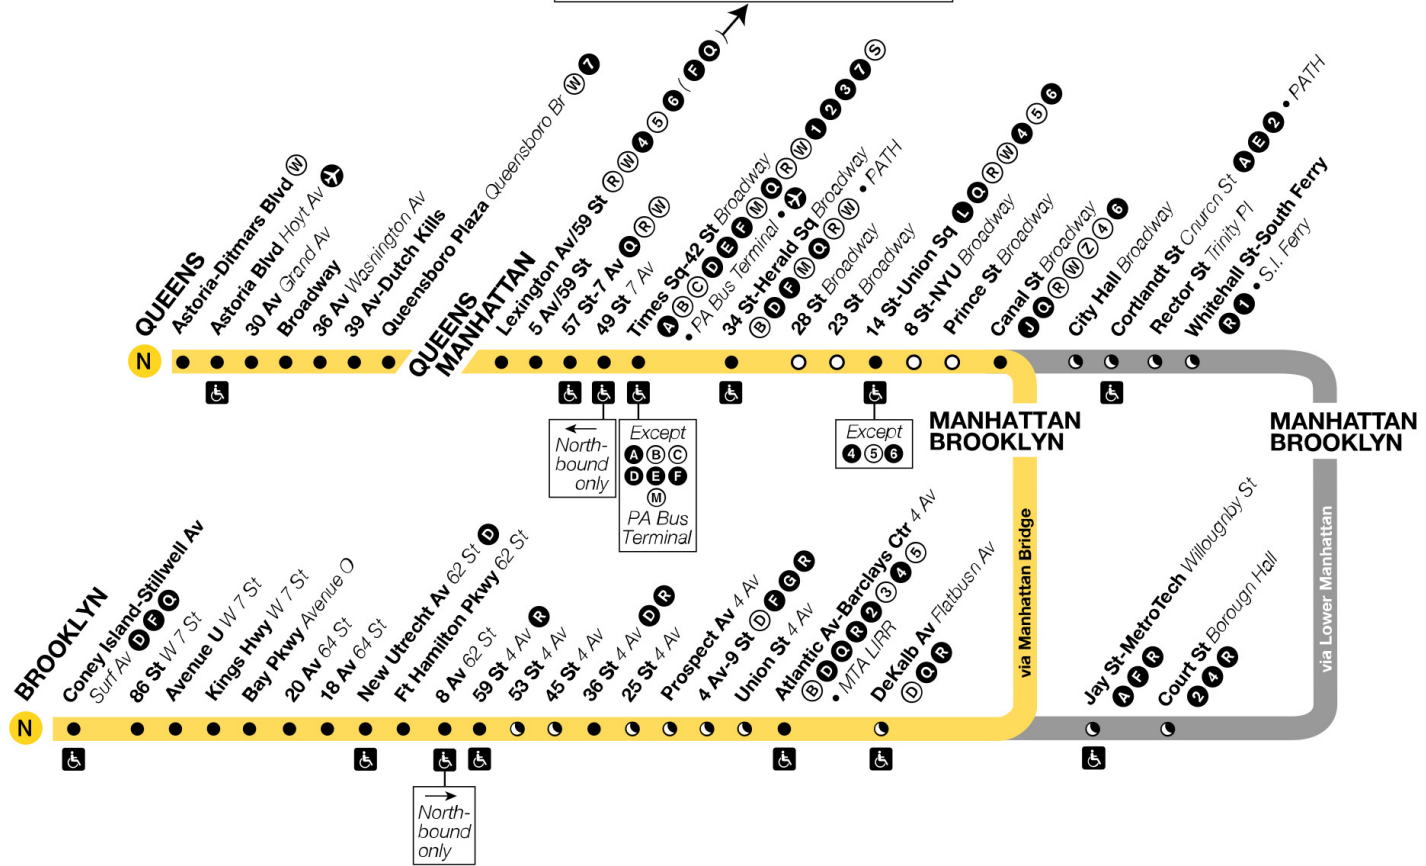 QUEENS
Astoria-Ditmars Blvd W
Astoria Blvd Hoyt Av
30 Av Grand Av
Broadway
36 Av Washington Av
39 Av-Dutch Kills
Queensboro Plaza Queensboro Br W 7
QUEENS
MANHATTAN
Lexington Av/59 St R W 4 5 6 ( F Q )
5 Av/59 St
57 St-7 Av Q R W
49 St 7 Av
Times Sq-42 St Broadway
A B C D E F M Q R W 1 2 3 7 S
• PA Bus Terminal •
34 St-Herald Sq Broadway
B D F M Q R W • PATH
28 St Broadway
23 St Broadway
14 St-Union Sq L Q R W 4 5 6
8 St-NYU Broadway
Prince St Broadway
Canal St Broadway
J Q R W Z 4 6
City Hall Broadway
Cortlandt St Church St A E 2 • PATH
Rector St Trinity Pl
Whitehall St-South Ferry
R 1 • S.I. Ferry
N
North-
bound
only
Except
A B C
D E F
M
PA Bus
Terminal
Except
4 5 6
MANHATTAN
BROOKLYN
MANHATTAN
BROOKLYN
via Manhattan Bridge
via Lower Manhattan
BROOKLYN
Coney Island-Stillwell Av
Surf Av D F Q
86 St W 7 St
Avenue U W 7 St
Kings Hwy W 7 St
Bay Pkwy Avenue O
20 Av 64 St
18 Av 64 St
New Utrecht Av 62 St D
Ft Hamilton Pkwy 62 St
8 Av 62 St
59 St 4 Av R
53 St 4 Av
45 St 4 Av
36 St 4 Av D R
25 St 4 Av
Prospect Av 4 Av
4 Av-9 St D F G R
Union St 4 Av
Atlantic Av-Barclays Ctr 4 Av
B D Q R 2 3 4 5
• MTA LIRR
DeKalb Av Flatbush Av
D Q R
Jay St-MetroTech Willoughby St
A F R
Court St Borough Hall
2 4 R
N
North-
bound
only